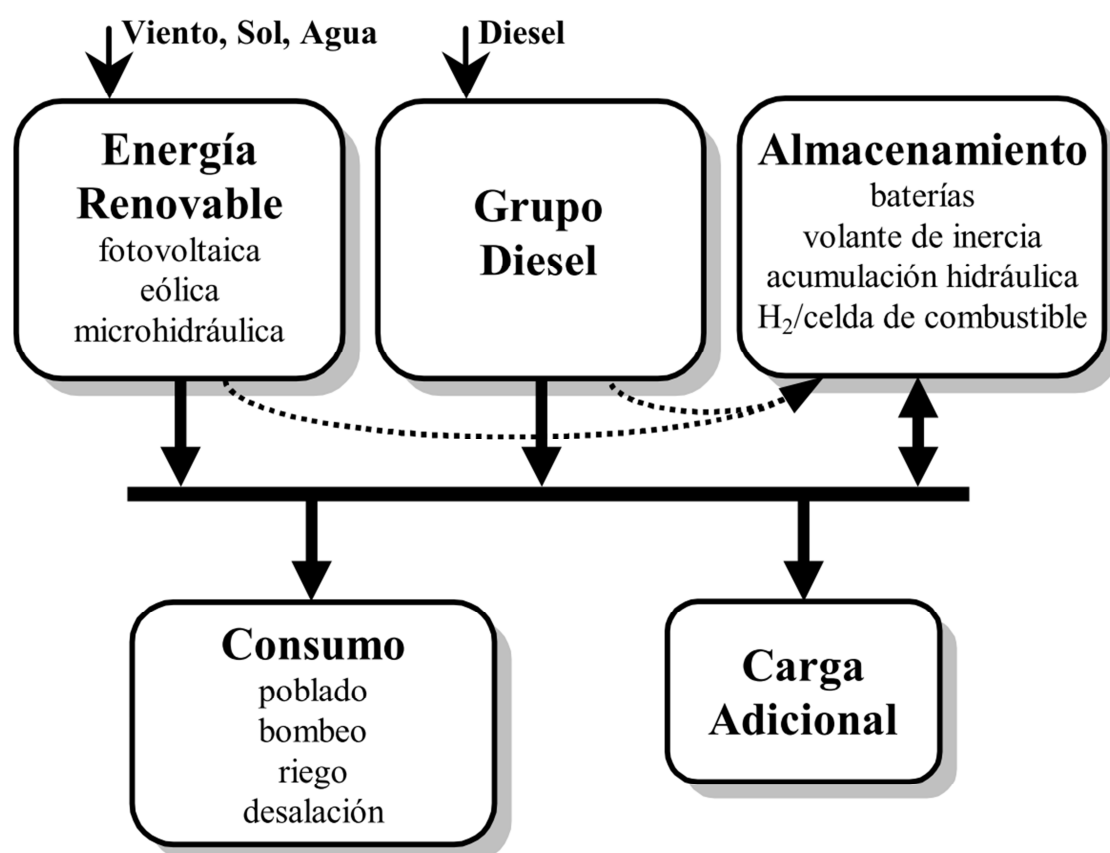 Viento, Sol, Agua
Diesel
Energía
Renovable
fotovoltaica
eólica
microhidráulica
Grupo
Diesel
Almacenamiento
baterías
volante de inercia
acumulación hidráulica
H₂/celda de combustible
Consumo
poblado
bombeo
riego
desalación
Carga
Adicional